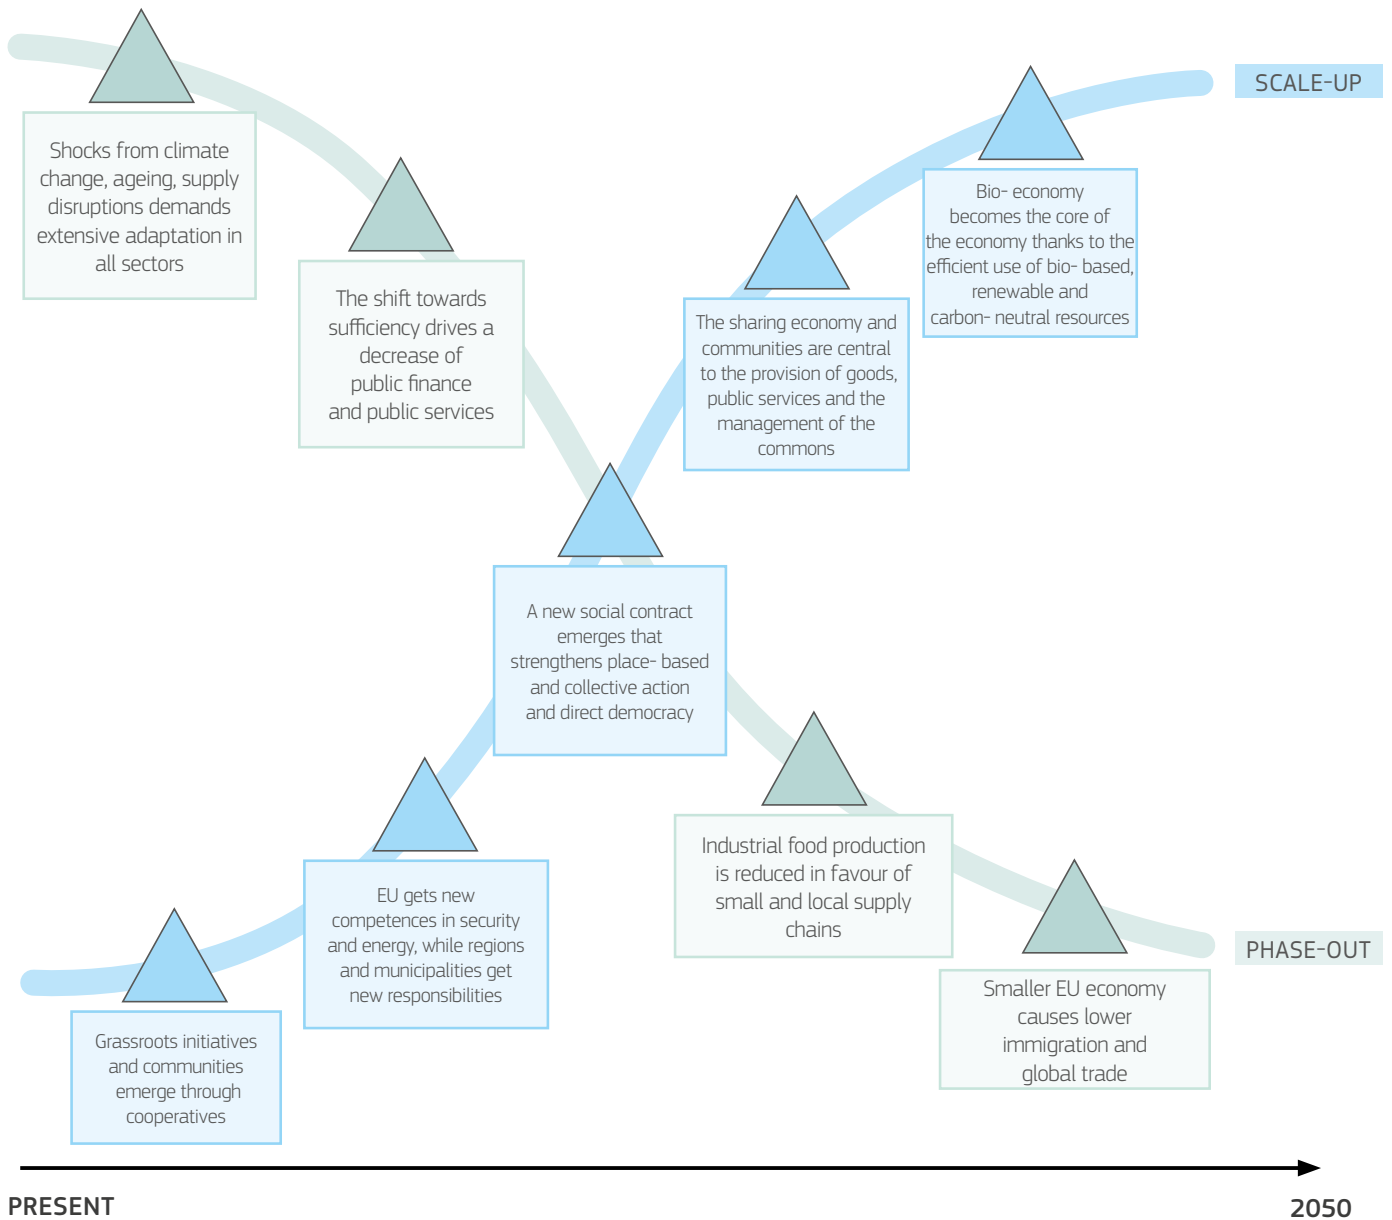 SCALE-UP
Shocks from climate
change, ageing, supply
disruptions demands
extensive adaptation in
all sectors
The shift towards
sufficiency drives a
decrease of
public finance
and public services
Bio- economy
becomes the core of
the economy thanks to the
efficient use of bio- based,
renewable and
carbon- neutral resources
The sharing economy and
communities are central
to the provision of goods,
public services and the
management of the
commons
A new social contract
emerges that
strengthens place- based
and collective action
and direct democracy
EU gets new
competences in security
and energy, while regions
and municipalities get
new responsibilities
Grassroots initiatives
and communities
emerge through
cooperatives
Industrial food production
is reduced in favour of
small and local supply
chains
Smaller EU economy
causes lower
immigration and
global trade
PHASE-OUT
PRESENT
2050